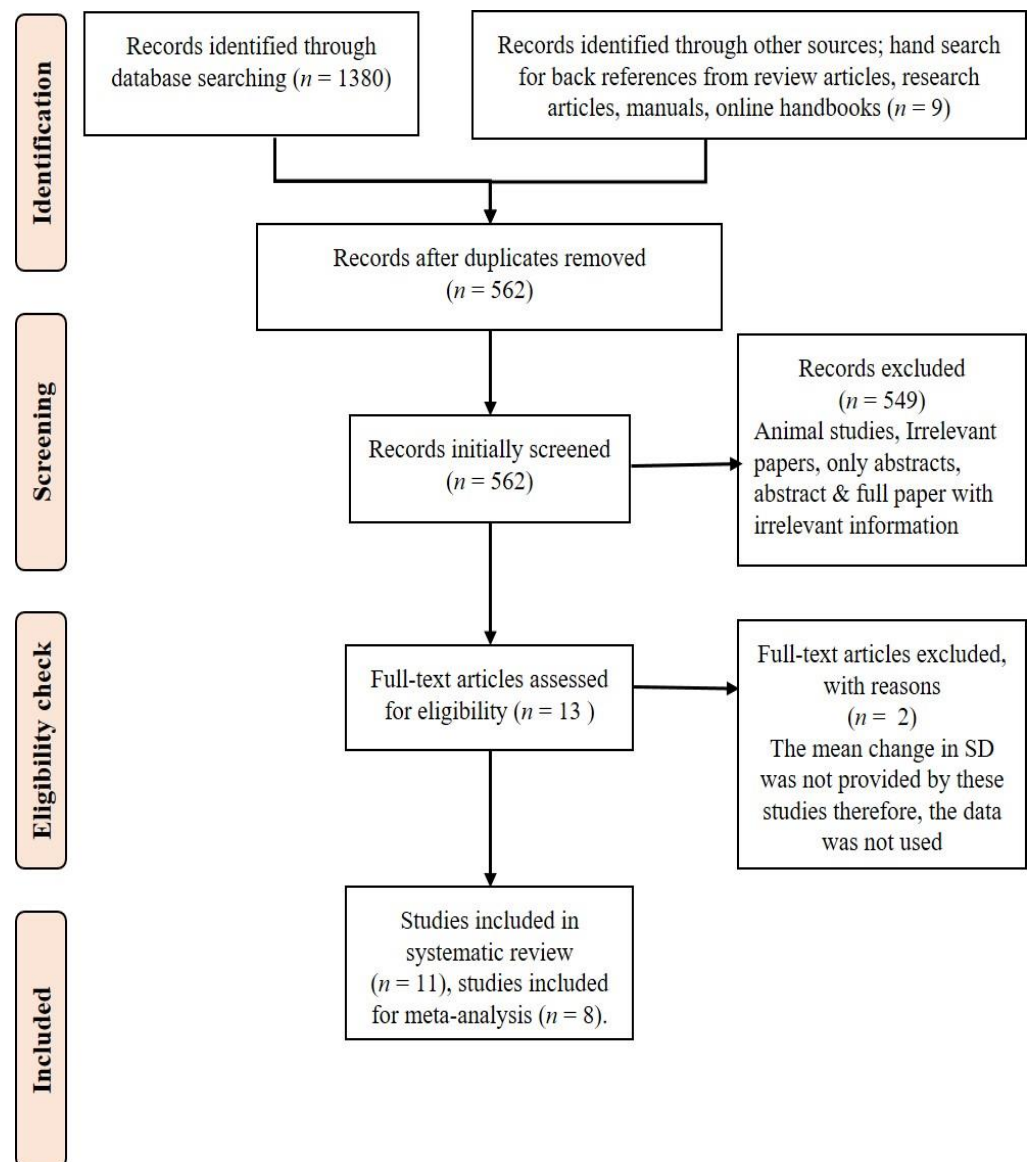 Identification
Records identified through
database searching (n = 1380)
Records identified through other sources; hand search
for back references from review articles, research
articles, manuals, online handbooks (n = 9)
Records after duplicates removed
(n = 562)
Screening
Records initially screened
(n = 562)
Records excluded
(n = 549)
Animal studies, Irrelevant
papers, only abstracts,
abstract & full paper with
irrelevant information
Eligibility check
Full-text articles assessed
for eligibility (n = 13 )
Full-text articles excluded,
with reasons
(n = 2)
The mean change in SD
was not provided by these
studies therefore, the data
was not used
Included
Studies included in
systematic review
(n = 11), studies included
for meta-analysis (n = 8).